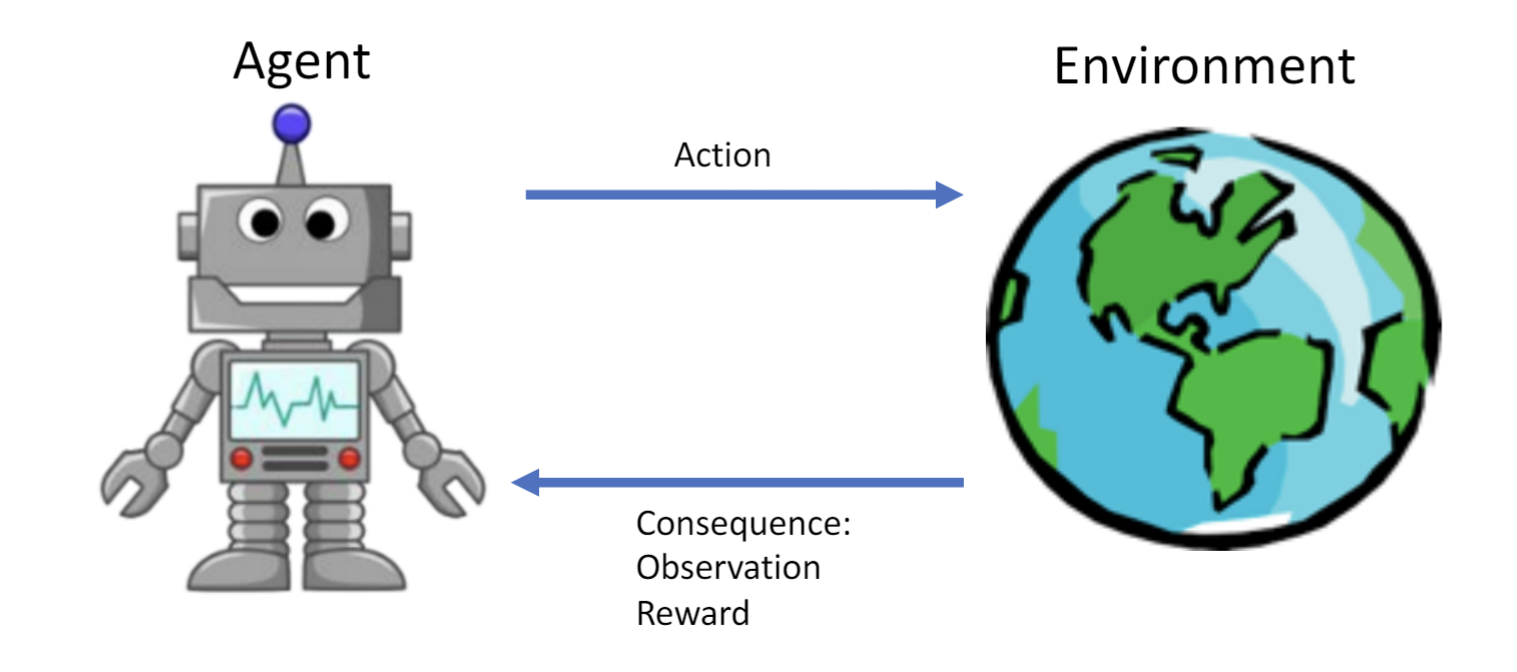 Agent
Environment
Action
Consequence:
Observation
Reward